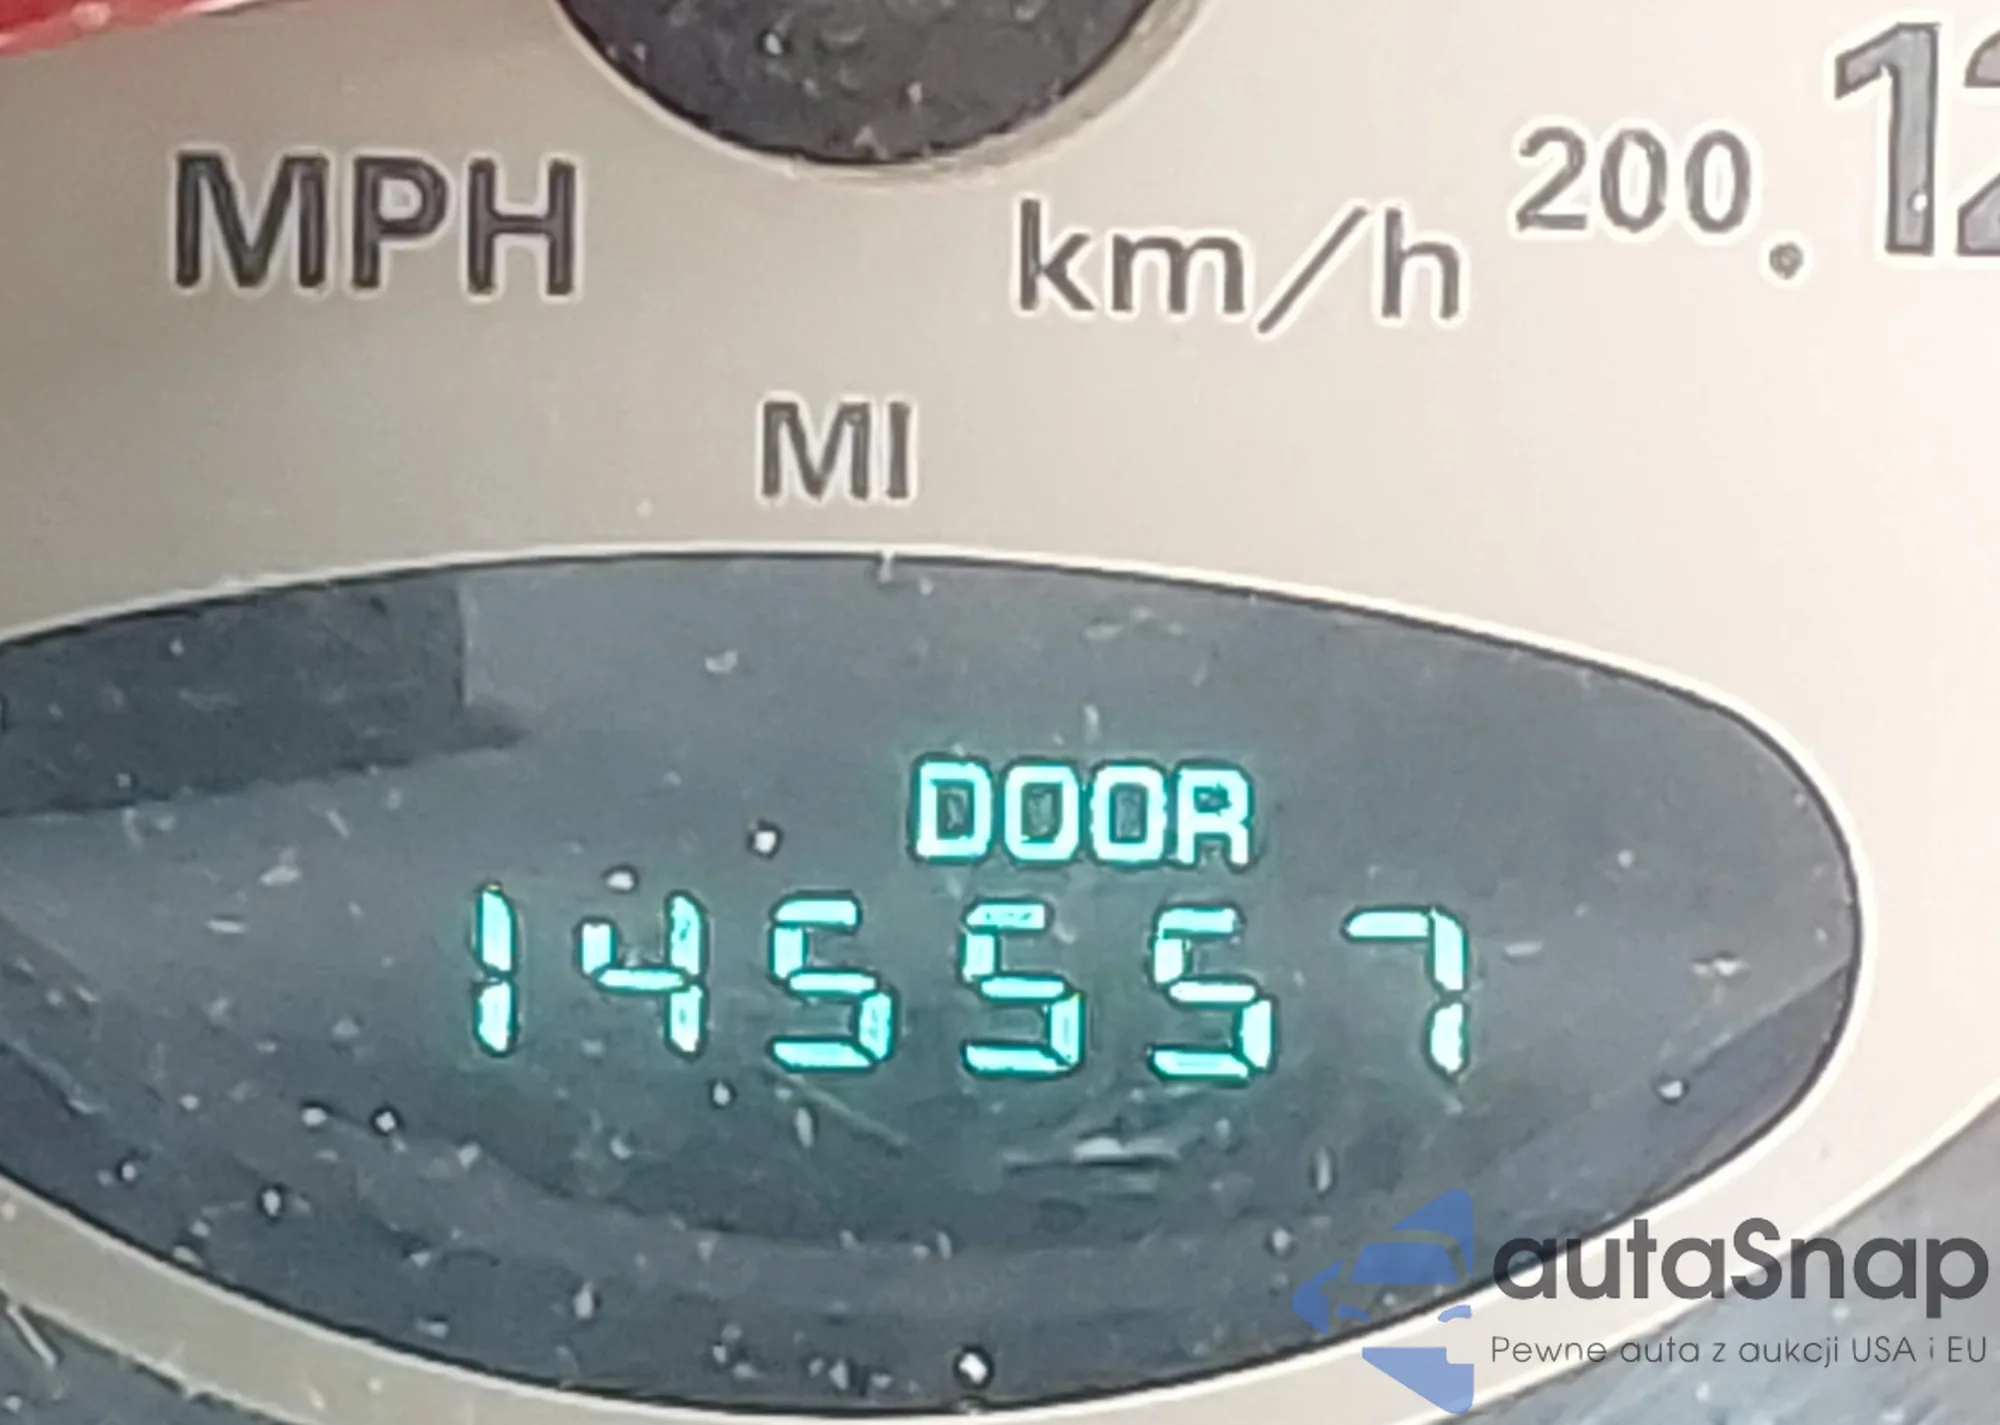 MPH
km/h
200
12
MI
DOOR
145557
autaSnap
Pewne auta z aukcji USA i EU